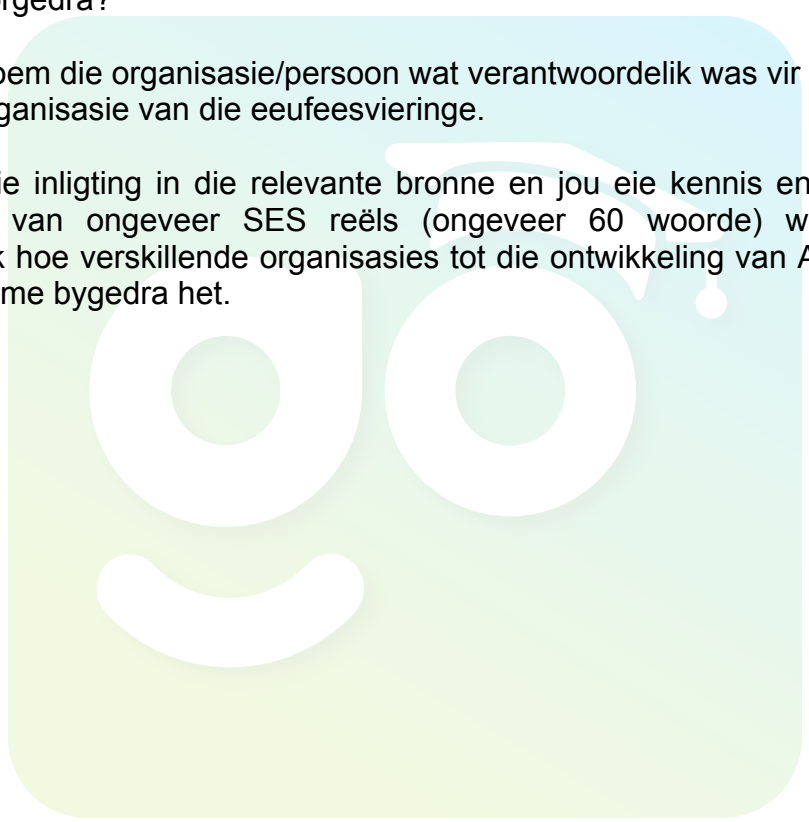 rgedra?
oem die organisasie/persoon wat verantwoordelik was vir
ganisasie van die eeufeesvieringe.
ie inligting in die relevante bronne en jou eie kennis en
van ongeveer SES reëls (ongeveer 60 woorde) w
k hoe verskillende organisasies tot die ontwikkeling van A
me bygedra het.
go